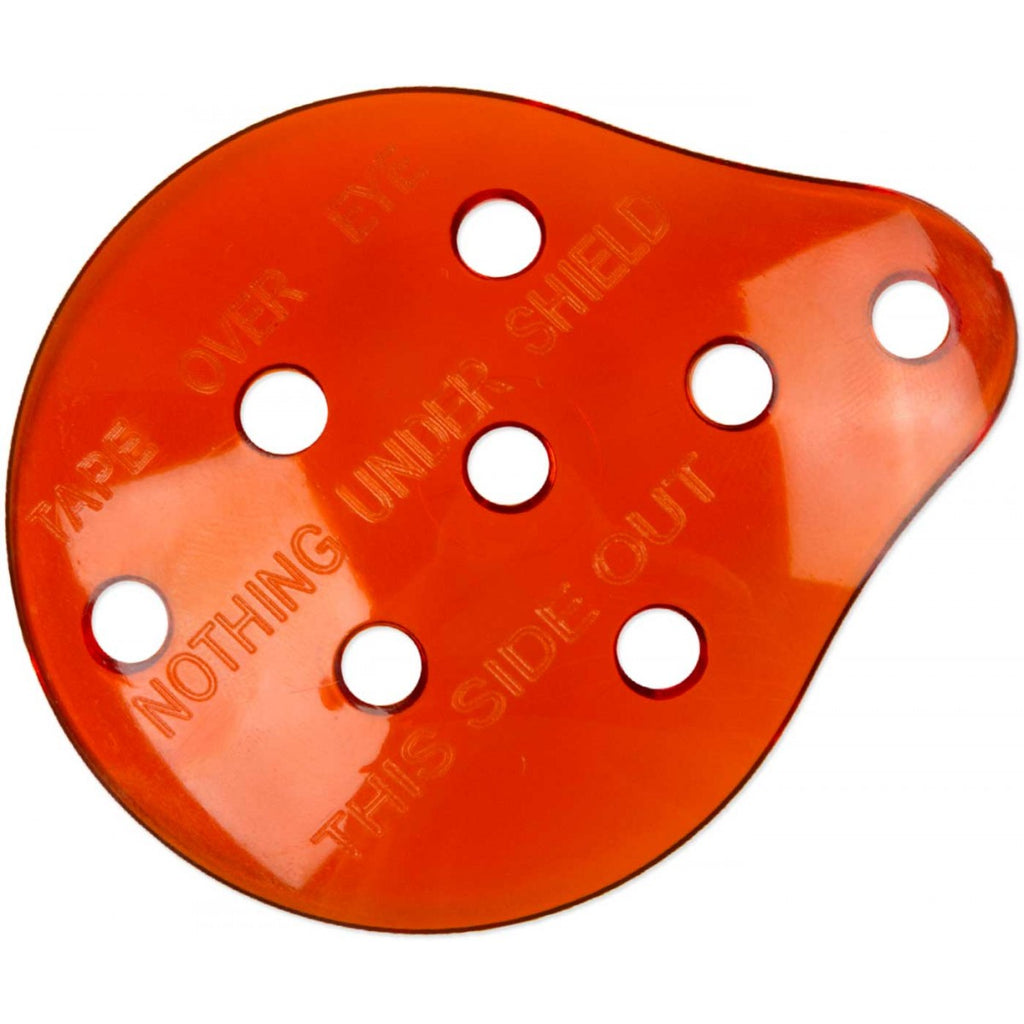 TAPE OVER EYE
NOTHING UNDER SHIELD
THIS SIDE OUT